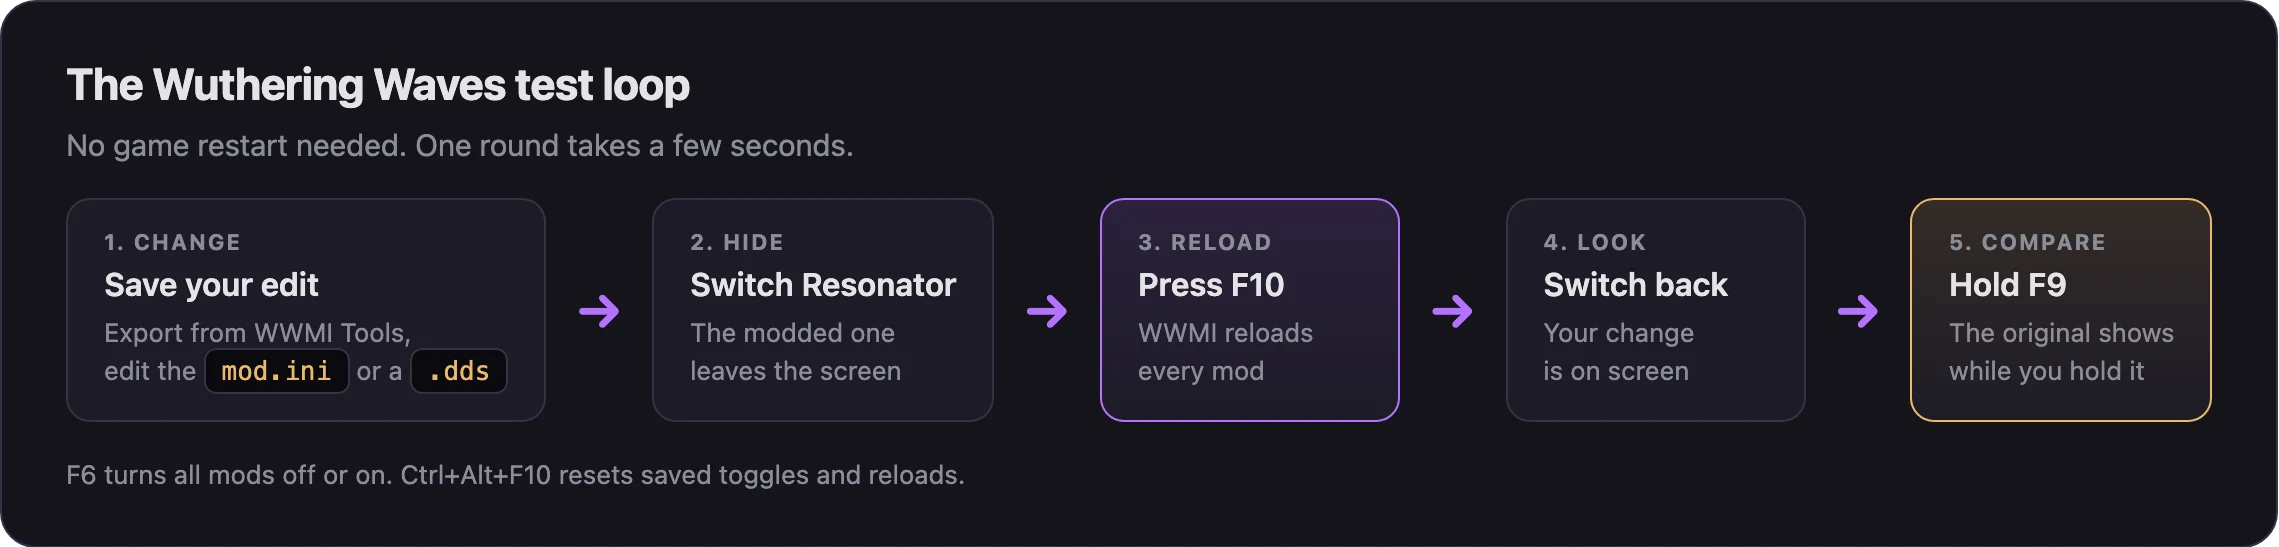 The Wuthering Waves test loop
No game restart needed. One round takes a few seconds.
1. CHANGE
Save your edit
Export from WWMI Tools,
edit the mod.ini or a .dds
2. HIDE
Switch Resonator
The modded one
leaves the screen
3. RELOAD
Press F10
WWMI reloads
every mod
4. LOOK
Switch back
Your change
is on screen
5. COMPARE
Hold F9
The original shows
while you hold it
F6 turns all mods off or on. Ctrl+Alt+F10 resets saved toggles and reloads.